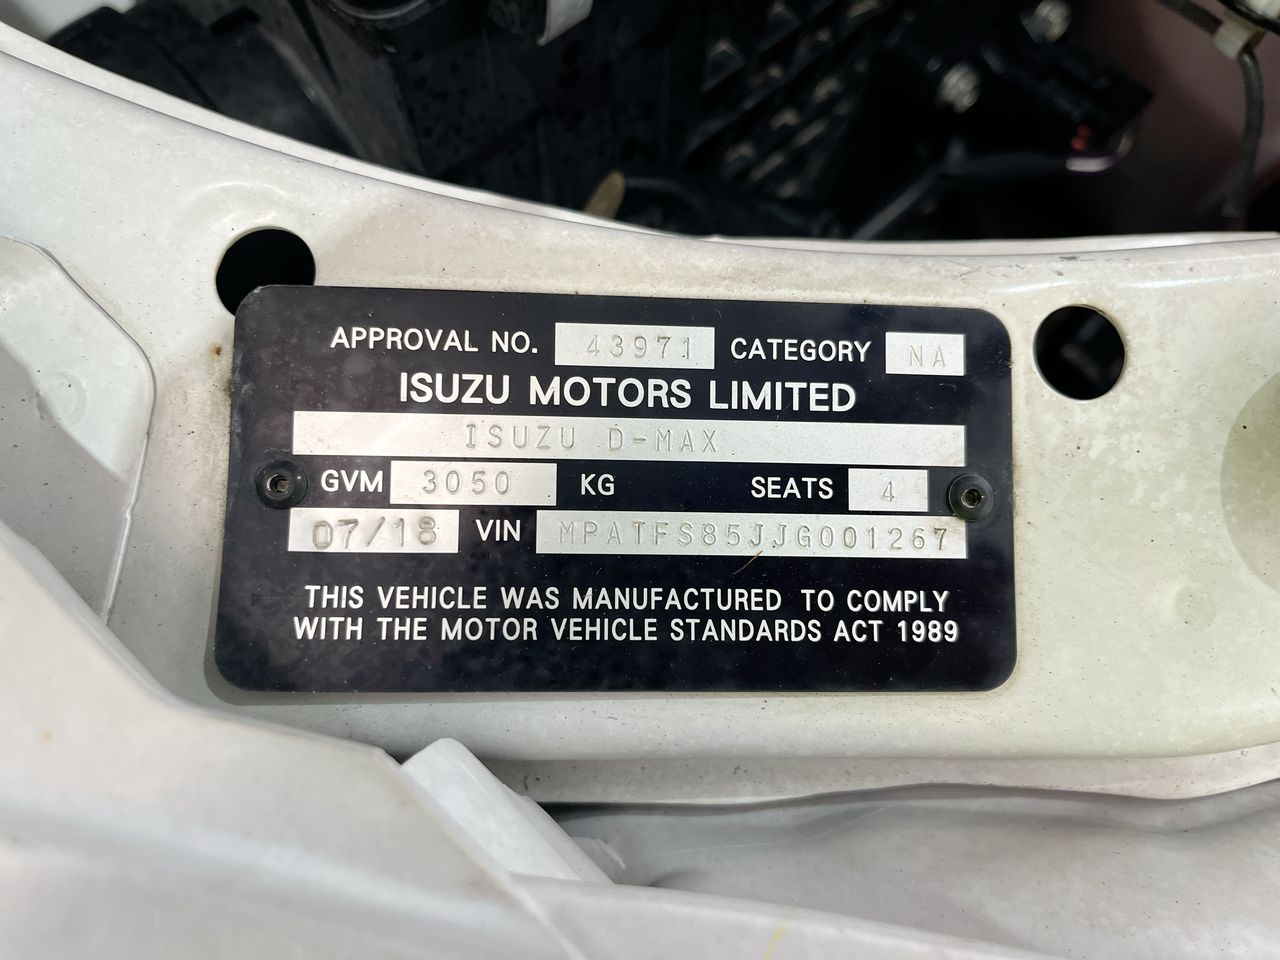 APPROVAL NO. 43971 CATEGORY NA
ISUZU MOTORS LIMITED
ISUZU D-MAX
GVM 3050 KG SEATS 4
07/18 VIN MPATFS85JJG001267
THIS VEHICLE WAS MANUFACTURED TO COMPLY
WITH THE MOTOR VEHICLE STANDARDS ACT 1989